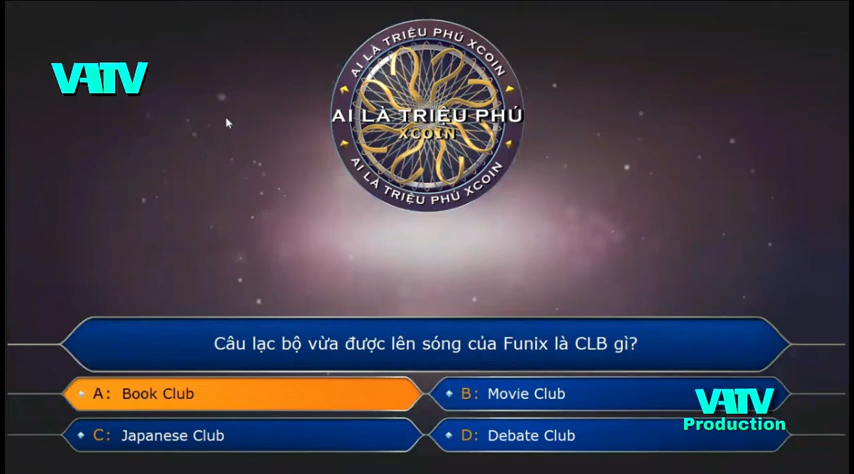 VATV
AI LÀ TRIỆU PHÚ XCOIN
AI LÀ TRIỆU PHÚ
XCOIN
AI LÀ TRIỆU PHÚ XCOIN
Câu lạc bộ vừa được lên sóng của Funix là CLB gì?
A: Book Club
B: Movie Club
C: Japanese Club
D: Debate Club
VATV
Production